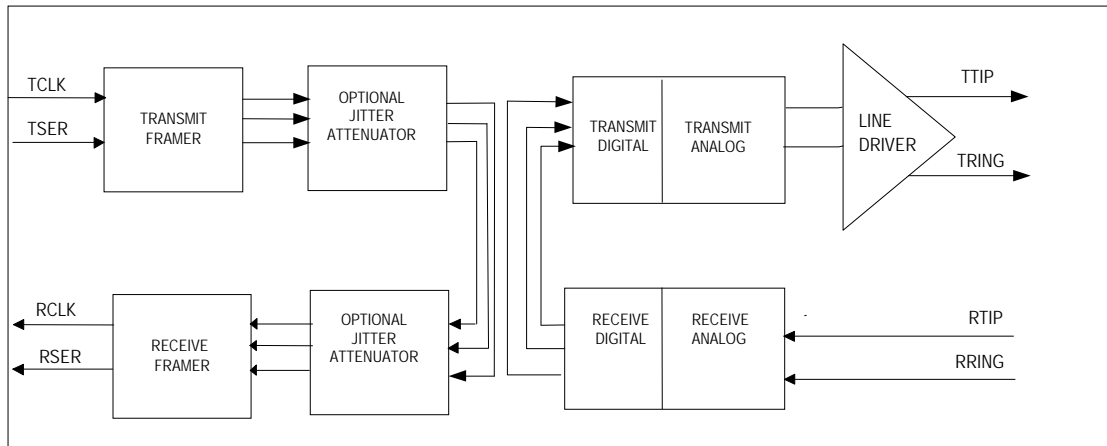 TCLK
TSER
TRANSMIT
FRAMER
OPTIONAL
JITTER
ATTENUATOR
TRANSMIT
DIGITAL
TRANSMIT
ANALOG
LINE
DRIVER
TTIP
TRING
RCLK
RSER
RECEIVE
FRAMER
OPTIONAL
JITTER
ATTENUATOR
RECEIVE
DIGITAL
RECEIVE
ANALOG
RTIP
RRING